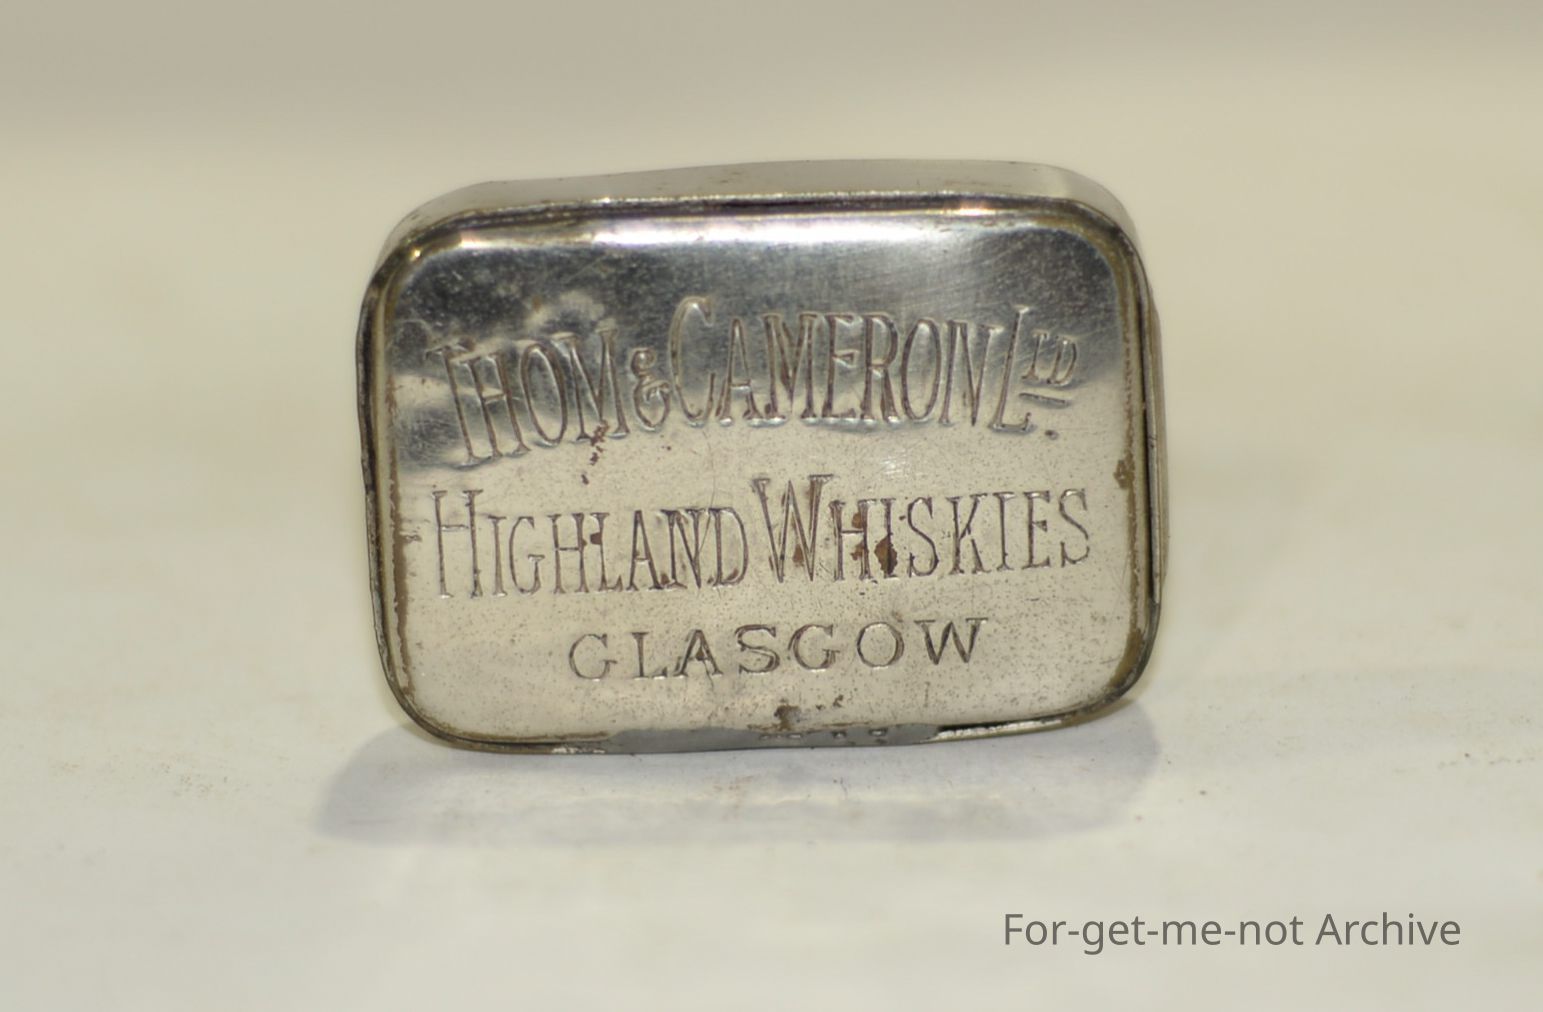 THOM & CAMERON LTD.
HIGHLAND WHISKIES
GLASGOW
For-get-me-not Archive